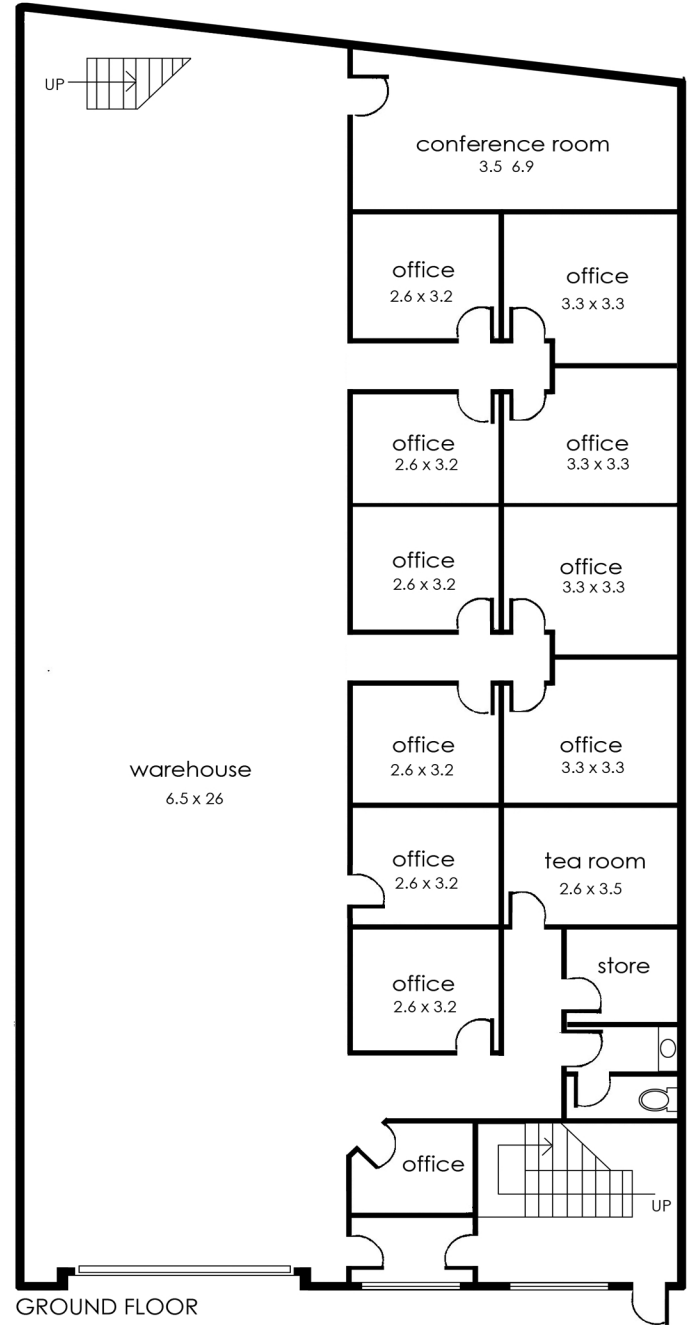 UP
conference room
3.5  6.9
office
2.6 x 3.2
office
3.3 x 3.3
office
2.6 x 3.2
office
3.3 x 3.3
office
2.6 x 3.2
office
3.3 x 3.3
office
2.6 x 3.2
office
3.3 x 3.3
warehouse
6.5 x 26
office
2.6 x 3.2
tea room
2.6 x 3.5
office
2.6 x 3.2
store
office
UP
GROUND FLOOR